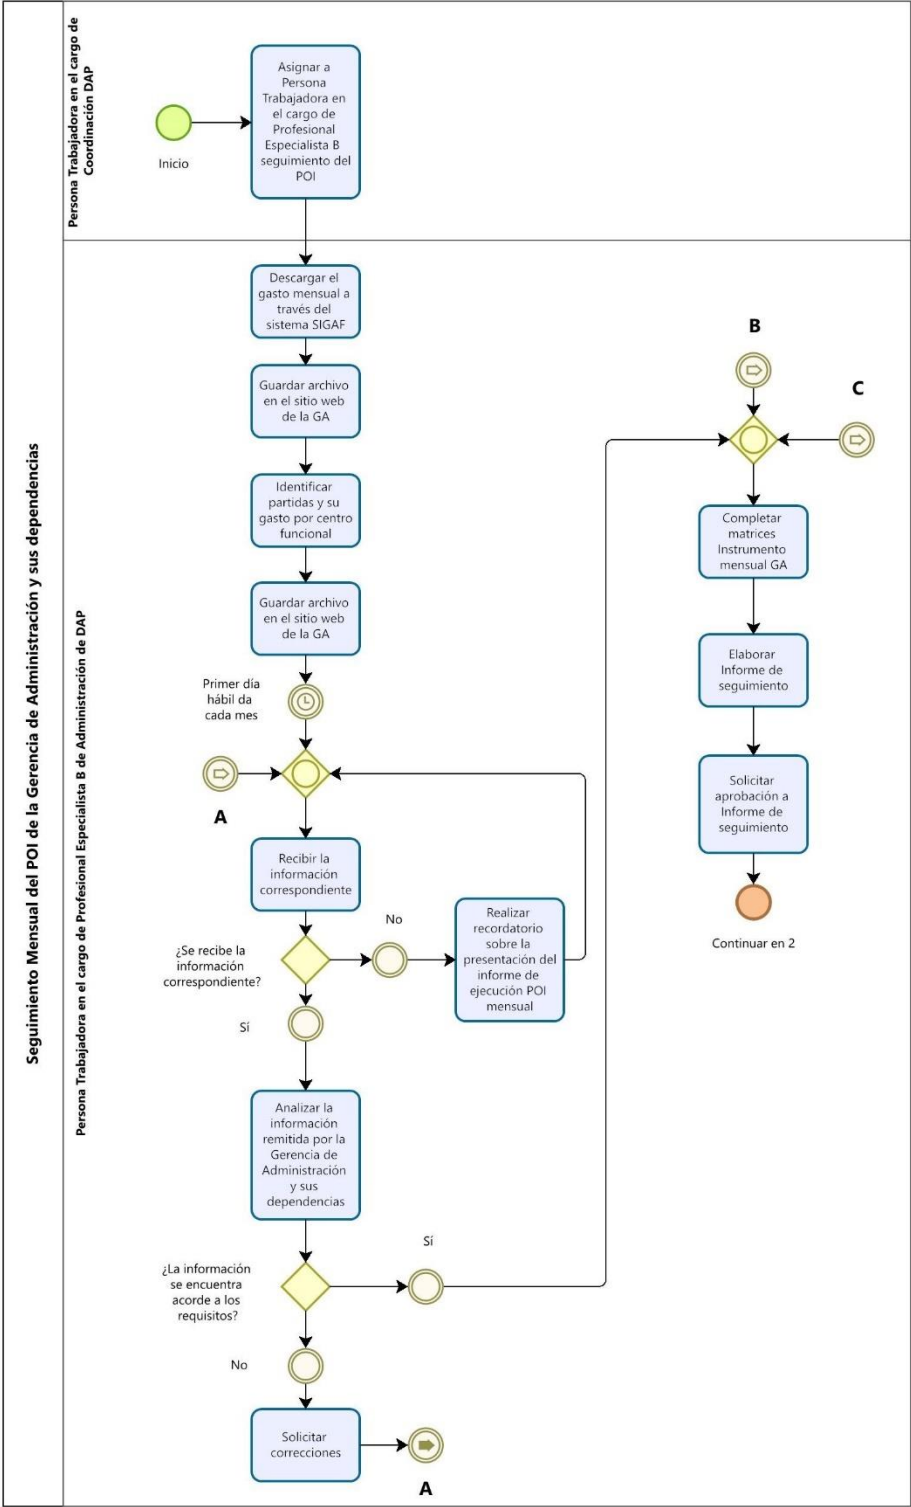 Seguimiento Mensual del POI de la Gerencia de Administración y sus dependencias
Persona Trabajadora en el cargo de
Coordinación DAP
Inicio
Asignar a
Persona
Trabajadora en
el cargo de
Profesional
Especialista B
seguimiento del
POI
Persona Trabajadora en el cargo de Profesional Especialista B de Administración de DAP
Descargar el
gasto mensual a
través del
sistema SIGAF
Guardar archivo
en el sitio web
de la GA
Identificar
partidas y su
gasto por centro
funcional
Guardar archivo
en el sitio web
de la GA
Primer día
hábil da
cada mes
A
Recibir la
información
correspondiente
¿Se recibe la
información
correspondiente?
No
Realizar
recordatorio
sobre la
presentación del
informe de
ejecución POI
mensual
Sí
Analizar la
información
remitida por la
Gerencia de
Administración
y sus
dependencias
¿La información
se encuentra
acorde a los
requisitos?
Sí
No
Solicitar
correcciones
A
B
C
Completar
matrices
Instrumento
mensual GA
Elaborar
Informe de
seguimiento
Solicitar
aprobación a
Informe de
seguimiento
Continuar en 2